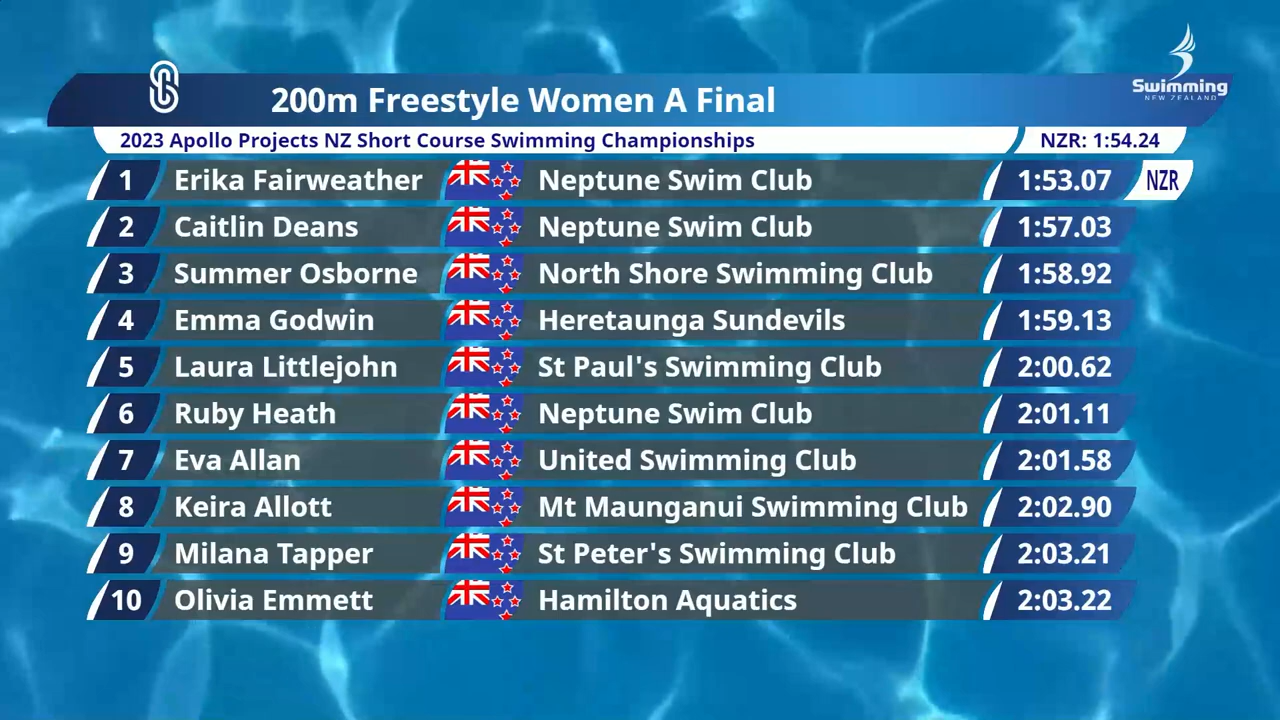 200m Freestyle Women A Final
Swimming
NEW ZEALAND
2023 Apollo Projects NZ Short Course Swimming Championships NZR: 1:54.24
1 Erika Fairweather Neptune Swim Club 1:53.07 NZR
2 Caitlin Deans Neptune Swim Club 1:57.03
3 Summer Osborne North Shore Swimming Club 1:58.92
4 Emma Godwin Heretaunga Sundevils 1:59.13
5 Laura Littlejohn St Paul's Swimming Club 2:00.62
6 Ruby Heath Neptune Swim Club 2:01.11
7 Eva Allan United Swimming Club 2:01.58
8 Keira Allott Mt Maunganui Swimming Club 2:02.90
9 Milana Tapper St Peter's Swimming Club 2:03.21
10 Olivia Emmett Hamilton Aquatics 2:03.22